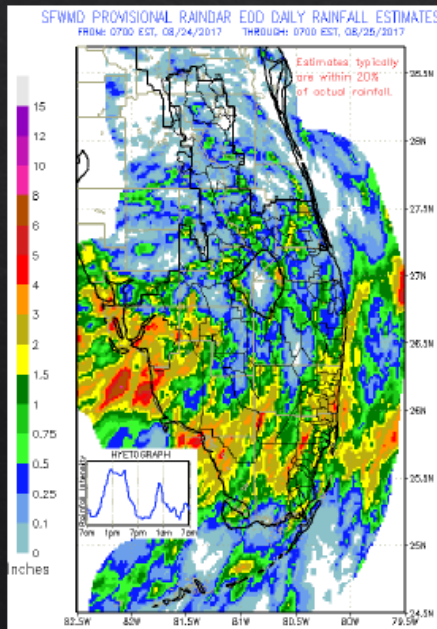 SFWMD PROVISIONAL RAINDAR EOD DAILY RAINFALL ESTIMATES
FROM: 0700 EST, 08/24/2017 THROUGH: 0700 EST, 08/25/2017
Estimates typically
are within 20%
of actual rainfall.
15
12
10
8
6
5
4
3
2
1.5
1
0.75
0.5
0.25
0.1
0
Inches
28N
27.5N
27N
26.5N
26N
25.5N
25N
24.5N
HYETOGRAPH
Rainfall Intensity
7am 1pm 7pm 1am 7am
82.5W 82W 81.5W 81W 80.5W 80W 79.5W